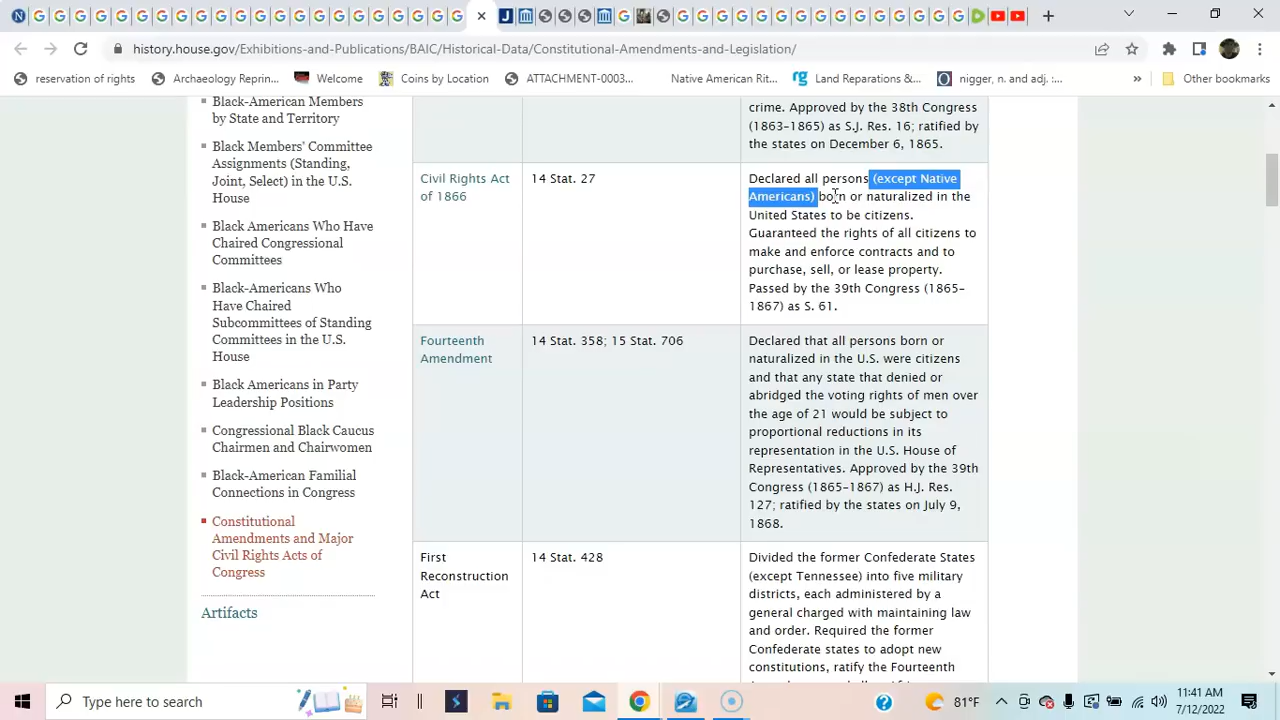 history.house.gov/Exhibitions-and-Publications/BAIC/Historical-Data/Constitutional-Amendments-and-Legislation/
reservation of rights
Archaeology Reprin...
Welcome
Coins by Location
ATTACHMENT-0003...
Native American Rit...
Land Reparations &...
nigger, n. and adj. :...
»
Other bookmarks
Black-American Members
by State and Territory
Black Members' Committee
Assignments (Standing,
Joint, Select) in the U.S.
House
Black Americans Who Have
Chaired Congressional
Committees
Black-Americans Who
Have Chaired
Subcommittees of Standing
Committees in the U.S.
House
Black Americans in Party
Leadership Positions
Congressional Black Caucus
Chairmen and Chairwomen
Black-American Familial
Connections in Congress
Constitutional
Amendments and Major
Civil Rights Acts of
Congress
Artifacts
crime. Approved by the 38th Congress
(1863–1865) as S.J. Res. 16; ratified by
the states on December 6, 1865.
Civil Rights Act
of 1866
14 Stat. 27
Declared all persons (except Native
Americans) born or naturalized in the
United States to be citizens.
Guaranteed the rights of all citizens to
make and enforce contracts and to
purchase, sell, or lease property.
Passed by the 39th Congress (1865–
1867) as S. 61.
Fourteenth
Amendment
14 Stat. 358; 15 Stat. 706
Declared that all persons born or
naturalized in the U.S. were citizens
and that any state that denied or
abridged the voting rights of men over
the age of 21 would be subject to
proportional reductions in its
representation in the U.S. House of
Representatives. Approved by the 39th
Congress (1865–1867) as H.J. Res.
127; ratified by the states on July 9,
1868.
First
Reconstruction
Act
14 Stat. 428
Divided the former Confederate States
(except Tennessee) into five military
districts, each administered by a
general charged with maintaining law
and order. Required the former
Confederate states to adopt new
constitutions, ratify the Fourteenth
Type here to search
81°F
11:41 AM
7/12/2022